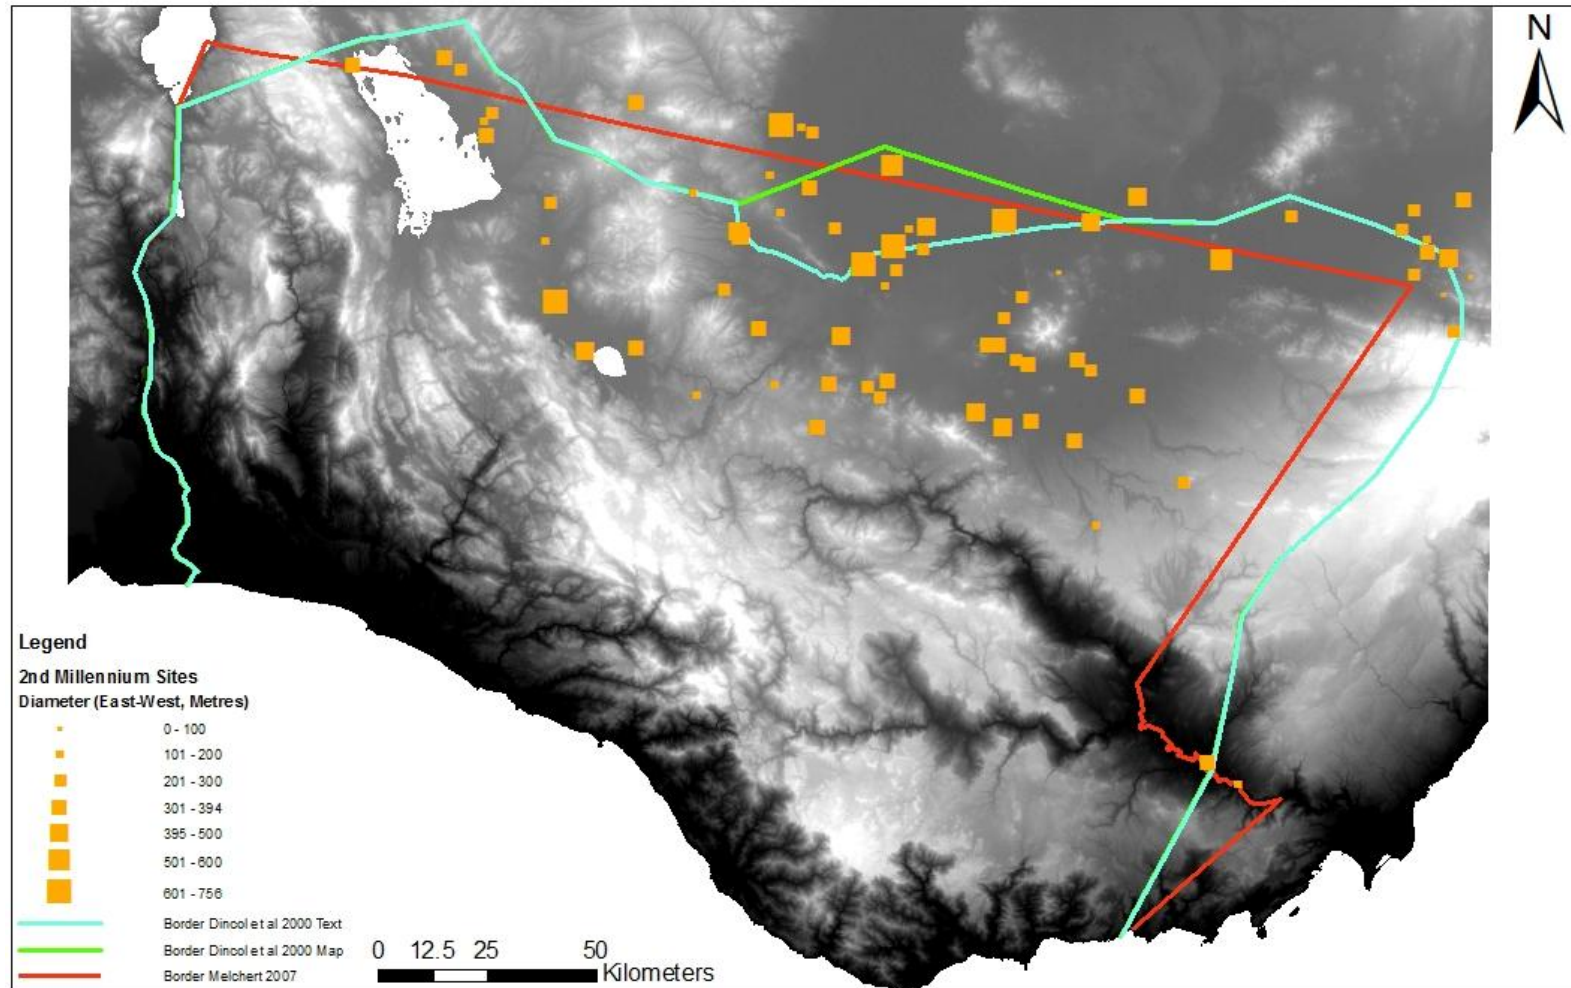 N
Legend
2nd Millennium Sites
Diameter (East-West, Metres)
0 - 100
101 - 200
201 - 300
301 - 394
395 - 500
501 - 600
601 - 756
Border Dincol et al 2000 Text
Border Dincol et al 2000 Map
Border Melchert 2007
0 12.5 25 50
Kilometers